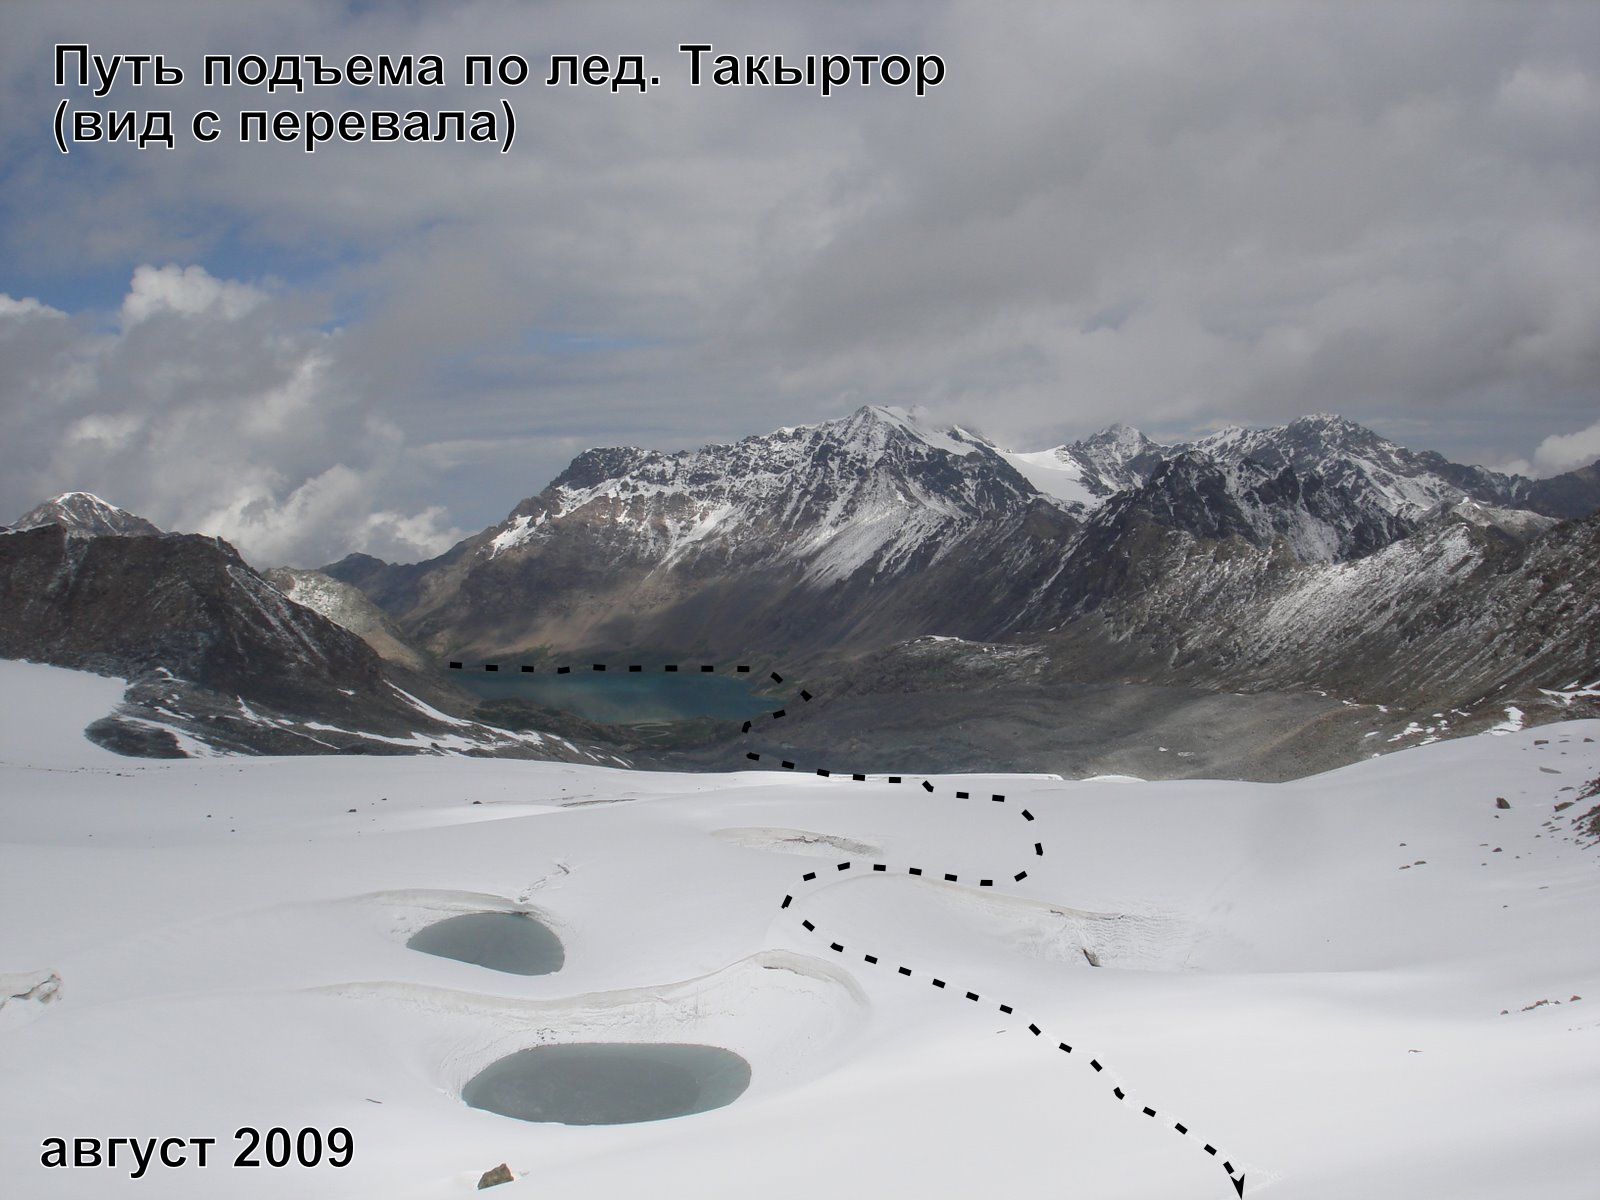 Путь подъема по лед. Такыртор
(вид с перевала)
август 2009